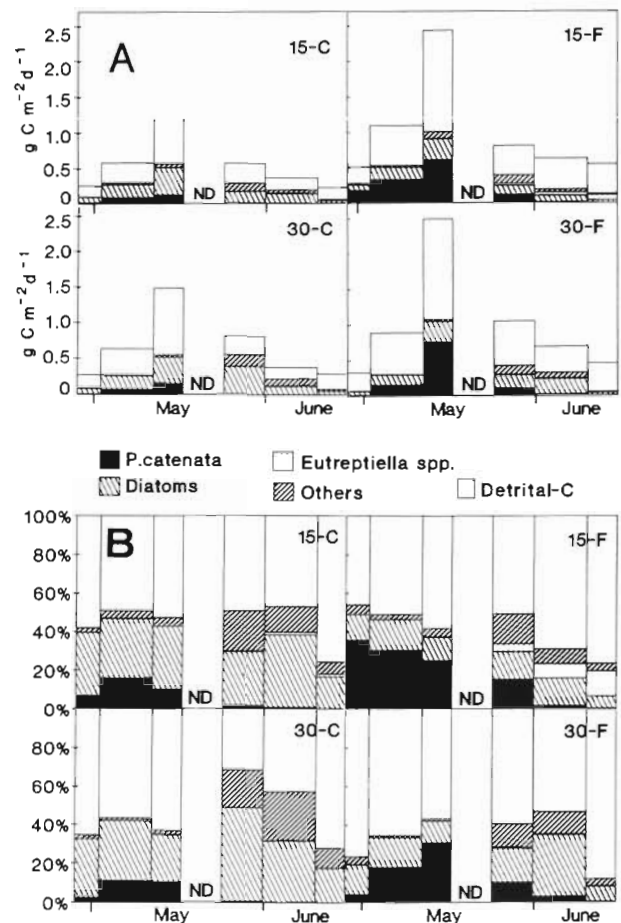 A
15-C
15-F
g C m⁻²d⁻¹
2.5
2.0
1.5
1.0
0.5
0
ND
ND
30-C
30-F
g C m⁻²d⁻¹
2.5
2.0
1.5
1.0
0.5
0
ND
ND
May
June
May
June
P.catenata
Eutreptiella spp.
Diatoms
Others
Detrital-C
B
15-C
15-F
100%
80%
60%
40%
20%
0%
ND
ND
30-C
30-F
80%
60%
40%
20%
0%
ND
ND
May
June
May
June